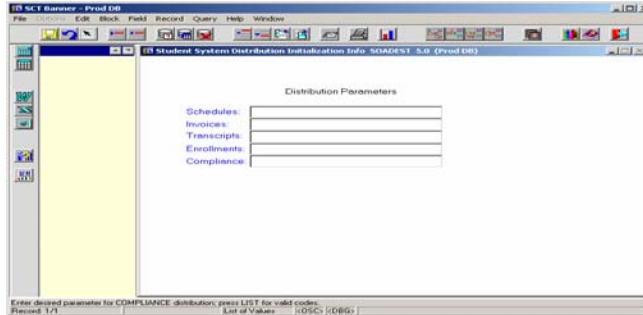 SCT Banner - Prod DB
File Options Edit Block Field Record Query Help Window
Student System Distribution Initialization Info SOADEST 5.0 (Prod DB)
Distribution Parameters
Schedules:
Invoices:
Transcripts:
Enrollments:
Compliance:
Enter desired parameter for COMPLIANCE distribution; press LIST for valid codes.
Record: 1/1 List of Values <OSC> <DBG>